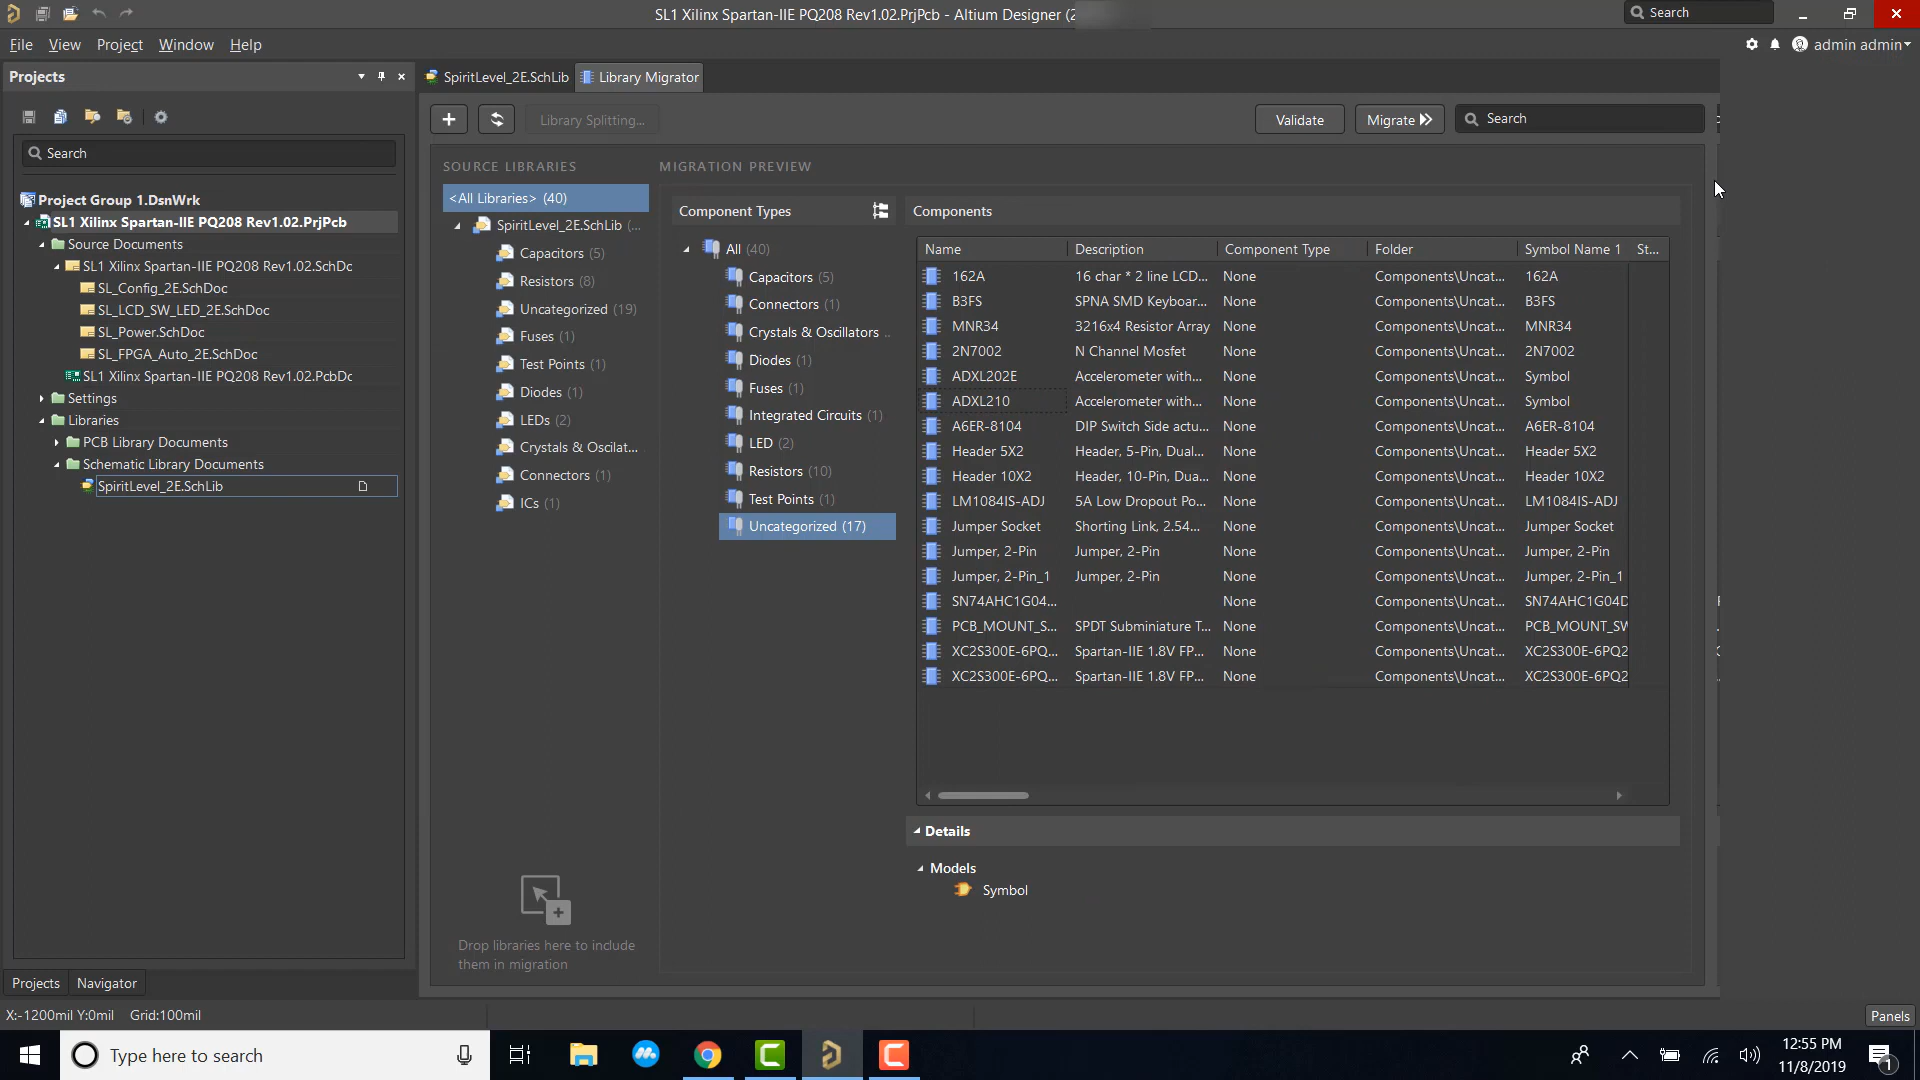 SL1 Xilinx Spartan-IIE PQ208 Rev1.02.PrjPcb - Altium Designer (2
Search
File View Project Window Help
admin admin
Projects
SpiritLevel_2E.SchLib
Library Migrator
Library Splitting...
Validate
Migrate
Search
Search
SOURCE LIBRARIES
MIGRATION PREVIEW
Project Group 1.DsnWrk
SL1 Xilinx Spartan-IIE PQ208 Rev1.02.PrjPcb
Source Documents
SL1 Xilinx Spartan-IIE PQ208 Rev1.02.SchDc
SL_Config_2E.SchDoc
SL_LCD_SW_LED_2E.SchDoc
SL_Power.SchDoc
SL_FPGA_Auto_2E.SchDoc
SL1 Xilinx Spartan-IIE PQ208 Rev1.02.PcbDc
Settings
Libraries
PCB Library Documents
Schematic Library Documents
SpiritLevel_2E.SchLib
<All Libraries> (40)
SpiritLevel_2E.SchLib (...
Capacitors (5)
Resistors (8)
Uncategorized (19)
Fuses (1)
Test Points (1)
Diodes (1)
LEDs (2)
Crystals & Oscilat...
Connectors (1)
ICs (1)
Drop libraries here to include
them in migration
Component Types
All (40)
Capacitors (5)
Connectors (1)
Crystals & Oscillators ..
Diodes (1)
Fuses (1)
Integrated Circuits (1)
LED (2)
Resistors (10)
Test Points (1)
Uncategorized (17)
Components
Name Description Component Type Folder Symbol Name 1 St...
162A 16 char * 2 line LCD... None Components\Uncat... 162A
B3FS SPNA SMD Keyboar... None Components\Uncat... B3FS
MNR34 3216x4 Resistor Array None Components\Uncat... MNR34
2N7002 N Channel Mosfet None Components\Uncat... 2N7002
ADXL202E Accelerometer with... None Components\Uncat... Symbol
ADXL210 Accelerometer with... None Components\Uncat... Symbol
A6ER-8104 DIP Switch Side actu... None Components\Uncat... A6ER-8104
Header 5X2 Header, 5-Pin, Dual... None Components\Uncat... Header 5X2
Header 10X2 Header, 10-Pin, Dua... None Components\Uncat... Header 10X2
LM1084IS-ADJ 5A Low Dropout Po... None Components\Uncat... LM1084IS-ADJ
Jumper Socket Shorting Link, 2.54... None Components\Uncat... Jumper Socket
Jumper, 2-Pin Jumper, 2-Pin None Components\Uncat... Jumper, 2-Pin
Jumper, 2-Pin_1 Jumper, 2-Pin None Components\Uncat... Jumper, 2-Pin_1
SN74AHC1G04... None Components\Uncat... SN74AHC1G04D
PCB_MOUNT_S... SPDT Subminiature T... None Components\Uncat... PCB_MOUNT_SW
XC2S300E-6PQ... Spartan-IIE 1.8V FP... None Components\Uncat... XC2S300E-6PQ2
XC2S300E-6PQ... Spartan-IIE 1.8V FP... None Components\Uncat... XC2S300E-6PQ2
Details
Models
Symbol
Projects Navigator
X:-1200mil Y:0mil Grid:100mil
Panels
Type here to search
12:55 PM
11/8/2019
1